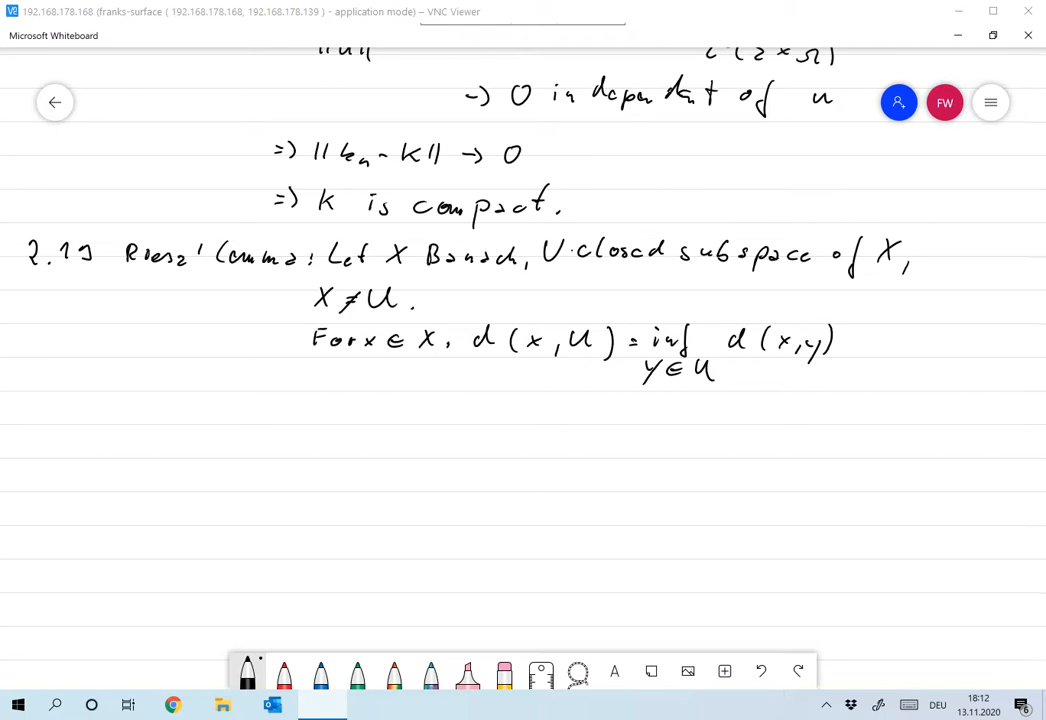 192.168.178.168 (franks-surface ( 192.168.178.168, 192.168.178.139 ) - application mode) – VNC Viewer
Microsoft Whiteboard
→ 0 independent of u
FW
=> ||k_n - K|| → 0
=> K is compact.
2.19 Riesz' Lemma: Let X Banach, U closed subspace of X,
X ≠ U.
For x ∈ X, d(x, U) = inf d(x,y)
y ∈ U
A
DEU
18:12
13.11.2020
6